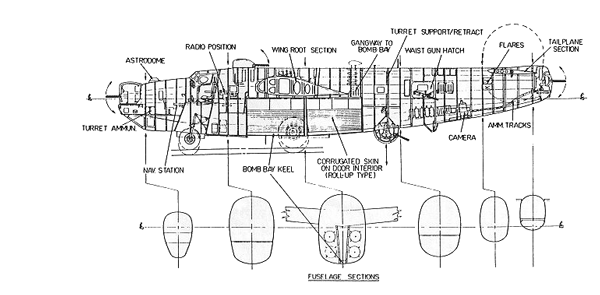 GANGWAY TO
BOMB BAY
TURRET SUPPORT/RETRACT
RADIO POSITION
WING ROOT SECTION
WAIST GUN HATCH
FLARES
TAILPLANE
SECTION
ASTRODOME
TURRET AMMUN.
AMM. TRACKS
CAMERA
NAV. STATION
BOMB BAY KEEL
CORRUGATED SKIN
ON DOOR INTERIOR
(ROLL-UP TYPE)
FUSELAGE SECTIONS